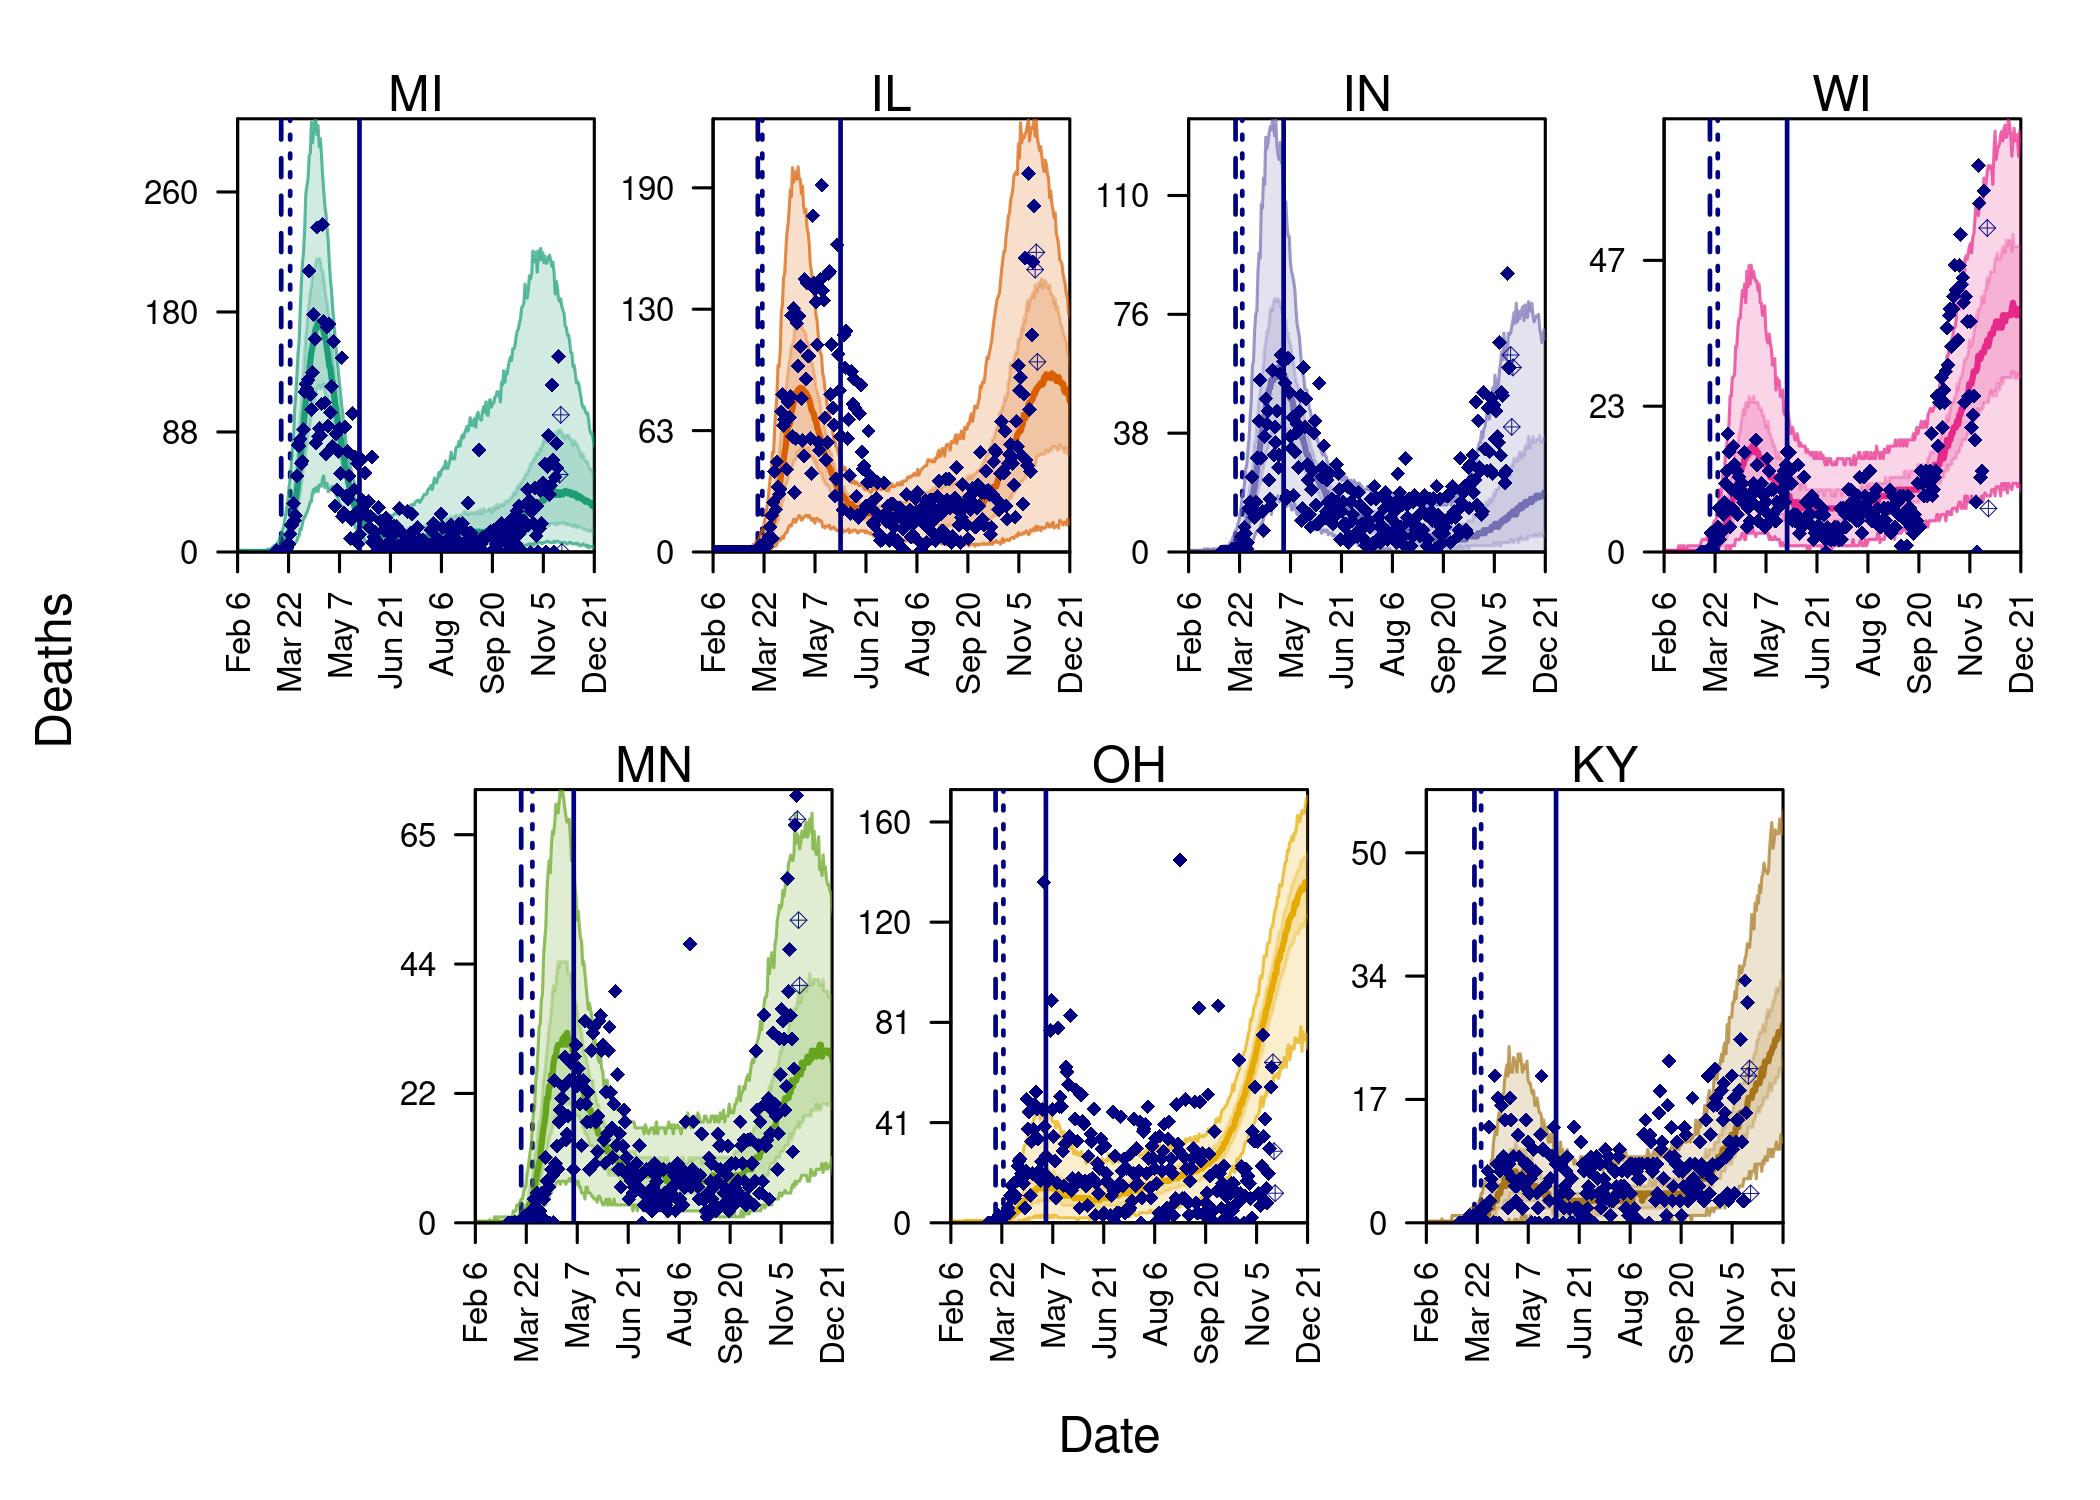 MI
IL
IN
WI
260
180
88
0
190
130
63
0
110
76
38
0
47
23
0
Feb 6
Mar 22
May 7
Jun 21
Aug 6
Sep 20
Nov 5
Dec 21
Feb 6
Mar 22
May 7
Jun 21
Aug 6
Sep 20
Nov 5
Dec 21
Feb 6
Mar 22
May 7
Jun 21
Aug 6
Sep 20
Nov 5
Dec 21
Feb 6
Mar 22
May 7
Jun 21
Aug 6
Sep 20
Nov 5
Dec 21
Deaths
MN
OH
KY
65
44
22
0
160
120
81
41
0
50
34
17
0
Feb 6
Mar 22
May 7
Jun 21
Aug 6
Sep 20
Nov 5
Dec 21
Feb 6
Mar 22
May 7
Jun 21
Aug 6
Sep 20
Nov 5
Dec 21
Feb 6
Mar 22
May 7
Jun 21
Aug 6
Sep 20
Nov 5
Dec 21
Date